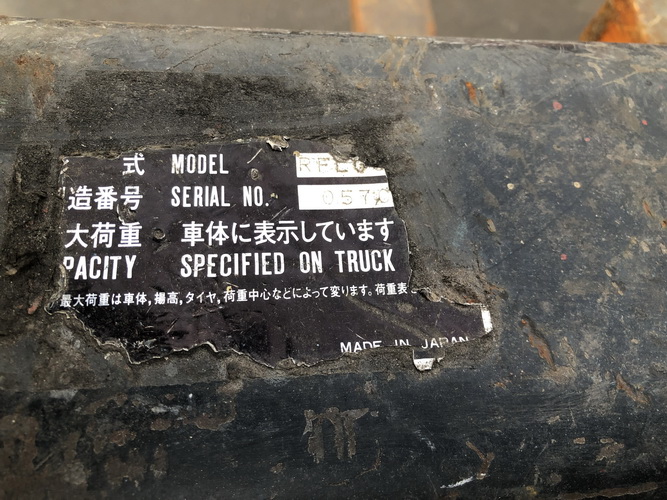 式 MODEL
造番号 SERIAL NO. 057
大荷重 車体に表示しています
PACITY SPECIFIED ON TRUCK
最大荷重は車体,揚高,タイヤ,荷重中心などによって変ります。荷重表
MADE IN JAPAN